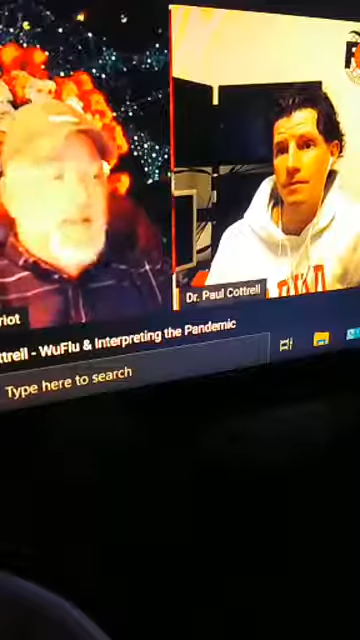 Dr. Paul Cottrell
riot
ttrell - WuFlu & Interpreting the Pandemic
Type here to search